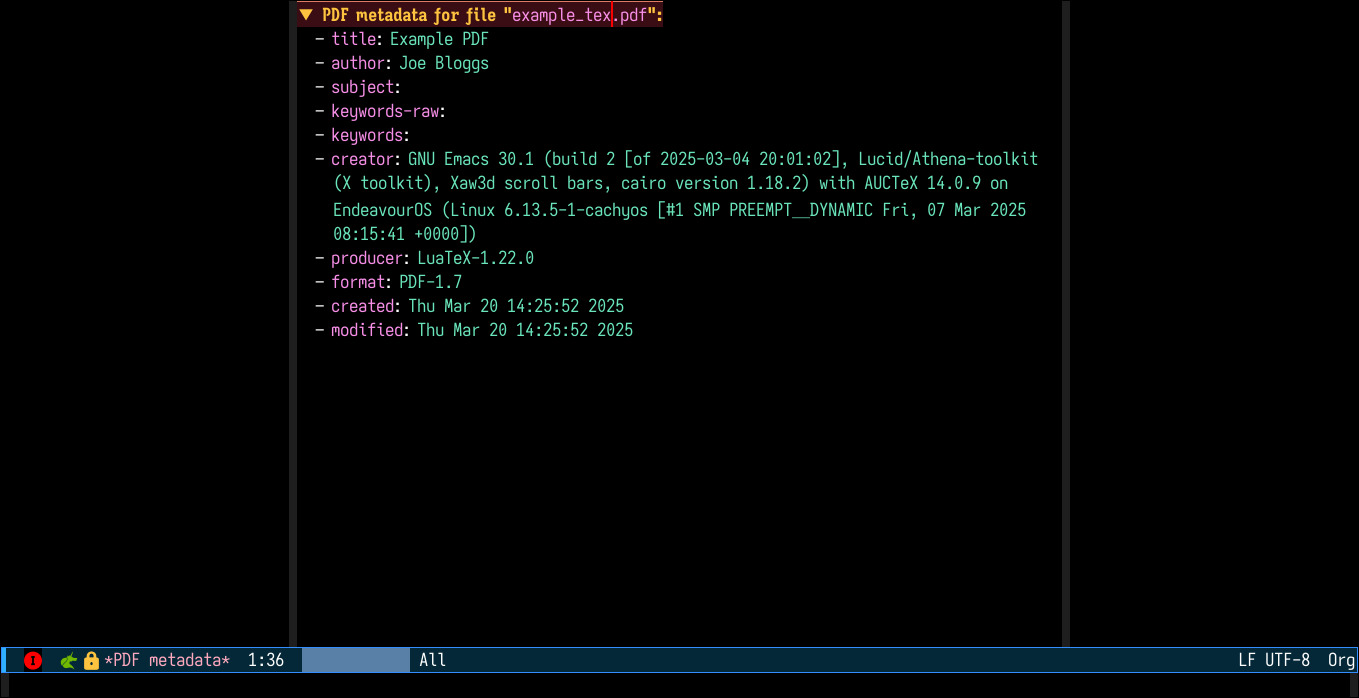 ▼ PDF metadata for file "example_tex.pdf":
– title: Example PDF
– author: Joe Bloggs
– subject:
– keywords-raw:
– keywords:
– creator: GNU Emacs 30.1 (build 2 [of 2025-03-04 20:01:02], Lucid/Athena-toolkit
(X toolkit), Xaw3d scroll bars, cairo version 1.18.2) with AUCTeX 14.0.9 on
EndeavourOS (Linux 6.13.5-1-cachyos [#1 SMP PREEMPT__DYNAMIC Fri, 07 Mar 2025
08:15:41 +0000])
– producer: LuaTeX-1.22.0
– format: PDF-1.7
– created: Thu Mar 20 14:25:52 2025
– modified: Thu Mar 20 14:25:52 2025
I *PDF metadata* 1:36 All LF UTF-8 Org